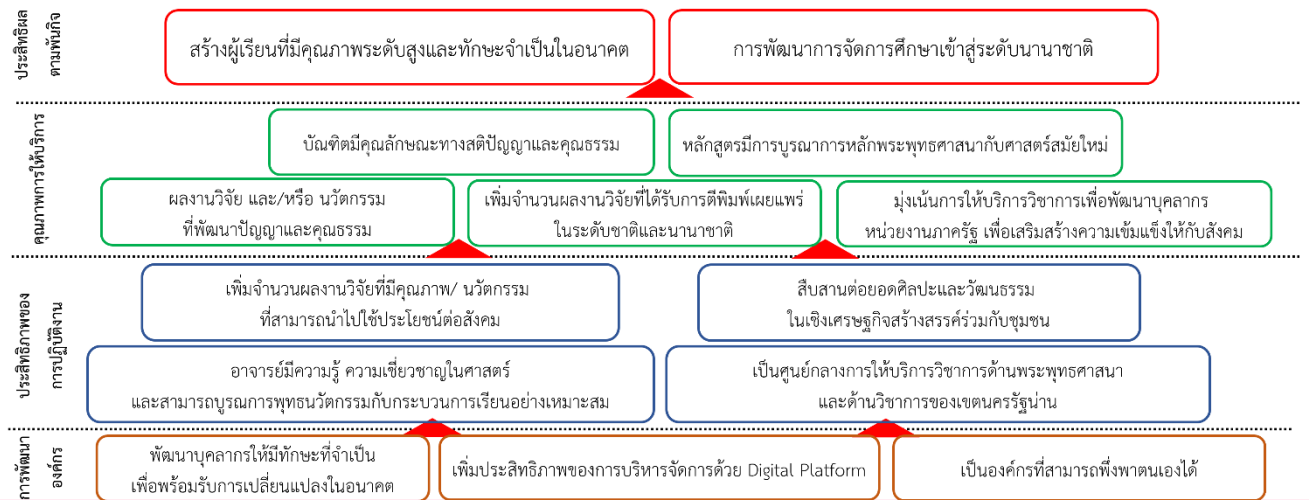 ประสิทธิผล
ตามพันธกิจ
สร้างผู้เรียนที่มีคุณภาพระดับสูงและทักษะจำเป็นในอนาคต
การพัฒนาการจัดการศึกษาเข้าสู่ระดับนานาชาติ
คุณภาพการให้บริการ
บัณฑิตมีคุณลักษณะทางสติปัญญาและคุณธรรม
หลักสูตรมีการบูรณาการหลักพระพุทธศาสนากับศาสตร์สมัยใหม่
ผลงานวิจัย และ/หรือ นวัตกรรม
ที่พัฒนาปัญญาและคุณธรรม
เพิ่มจำนวนผลงานวิจัยที่ได้รับการตีพิมพ์เผยแพร่
ในระดับชาติและนานาชาติ
มุ่งเน้นการให้บริการวิชาการเพื่อพัฒนาบุคลากร
หน่วยงานภาครัฐ เพื่อเสริมสร้างความเข้มแข็งให้กับสังคม
ประสิทธิภาพของ
การปฏิบัติงาน
เพิ่มจำนวนผลงานวิจัยที่มีคุณภาพ/ นวัตกรรม
ที่สามารถนำไปใช้ประโยชน์ต่อสังคม
สืบสานต่อยอดศิลปะและวัฒนธรรม
ในเชิงเศรษฐกิจสร้างสรรค์ร่วมกับชุมชน
อาจารย์มีความรู้ ความเชี่ยวชาญในศาสตร์
และสามารถบูรณการพุทธนวัตกรรมกับกระบวนการเรียนอย่างเหมาะสม
เป็นศูนย์กลางการให้บริการวิชาการด้านพระพุทธศาสนา
และด้านวิชาการของเขตนครรัฐน่าน
การพัฒนา
องค์กร
พัฒนาบุคลากรให้มีทักษะที่จำเป็น
เพื่อพร้อมรับการเปลี่ยนแปลงในอนาคต
เพิ่มประสิทธิภาพของการบริหารจัดการด้วย Digital Platform
เป็นองค์กรที่สามารถพึ่งพาตนเองได้